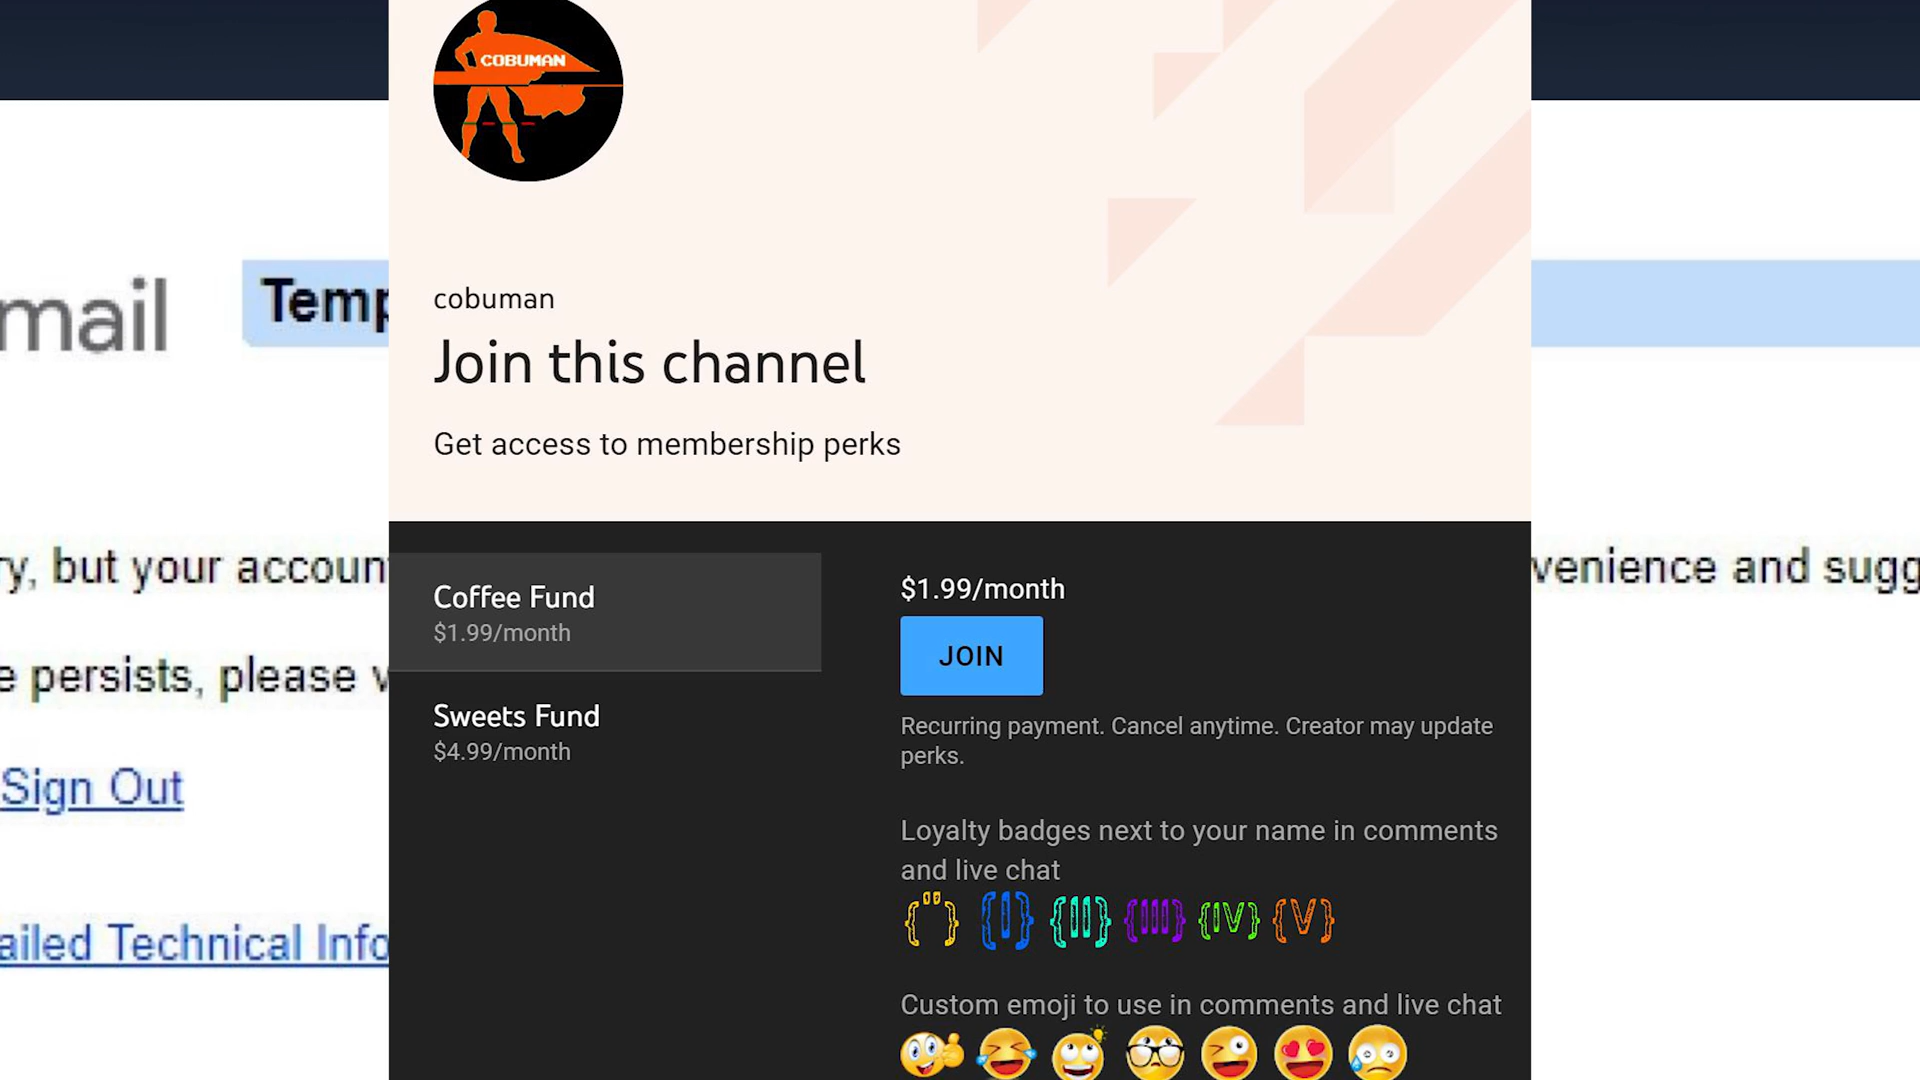 COBUMAN
cobuman
Join this channel
Get access to membership perks
mail
Temp
ry, but your accoun
venience and sugg
e persists, please v
Sign Out
ailed Technical Info
Coffee Fund
$1.99/month
Sweets Fund
$4.99/month
$1.99/month
JOIN
Recurring payment. Cancel anytime. Creator may update
perks.
Loyalty badges next to your name in comments
and live chat
{"} {I} {II} {III} {IV} {V}
Custom emoji to use in comments and live chat